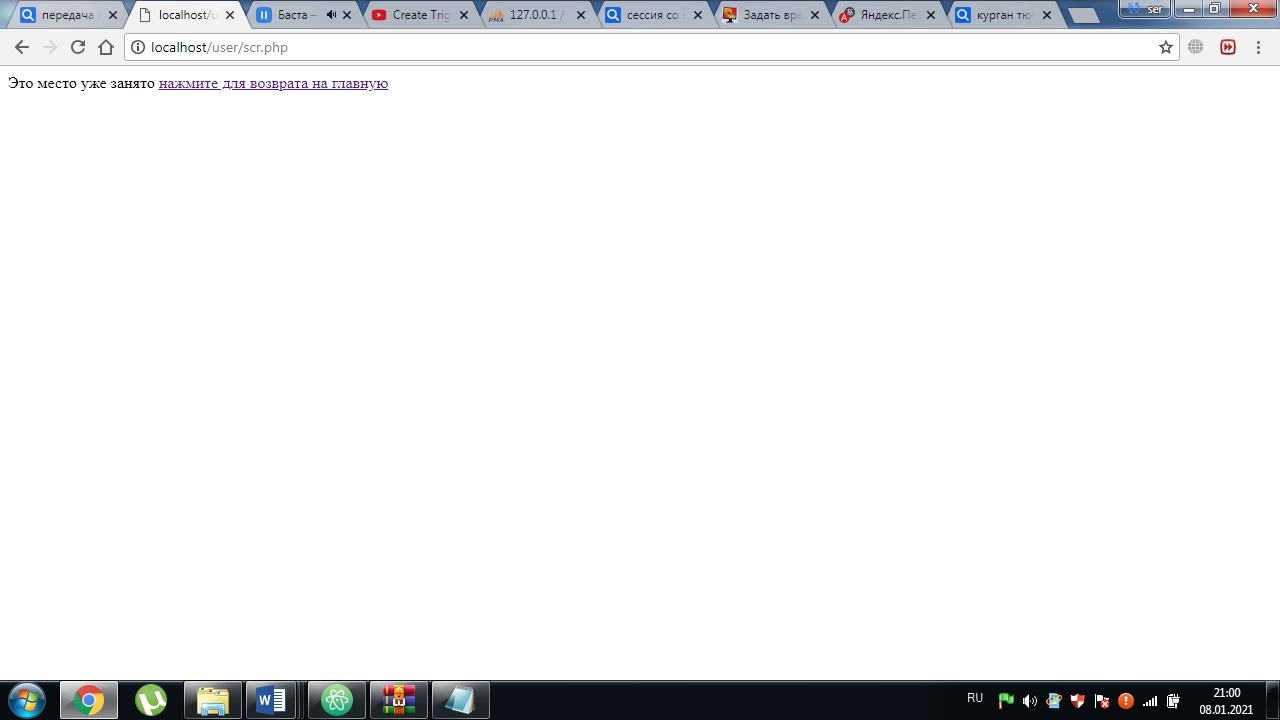 передача
localhost/u
Баста –
Create Trig
127.0.0.1 /
сессия со
Задать вре
Яндекс.Пе
курган тю
ser
localhost/user/scr.php
Это место уже занято нажмите для возврата на главную
RU
21:00
08.01.2021